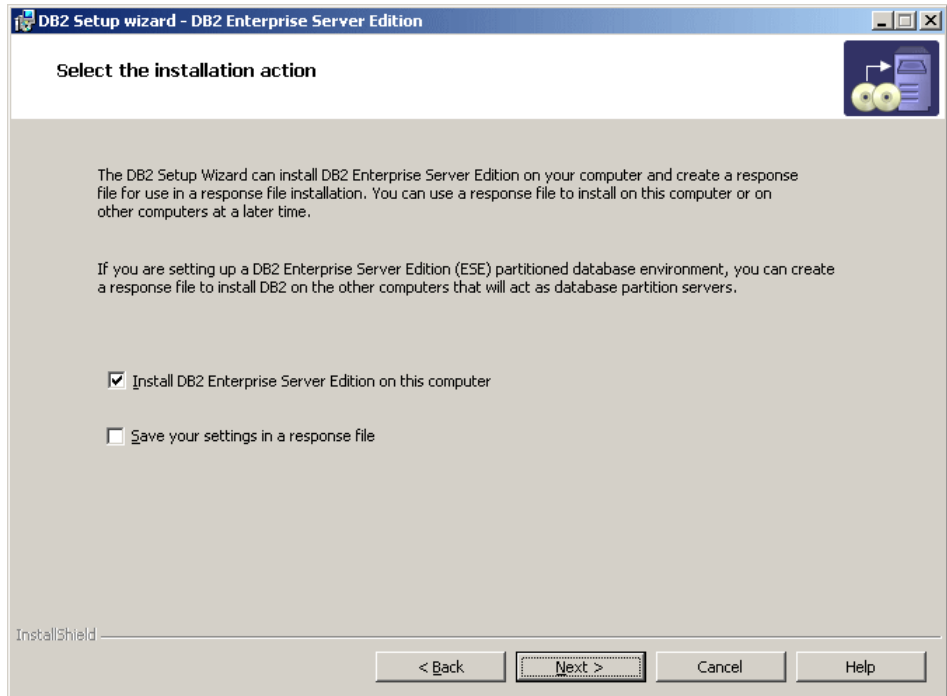 DB2 Setup wizard - DB2 Enterprise Server Edition
Select the installation action
The DB2 Setup Wizard can install DB2 Enterprise Server Edition on your computer and create a response
file for use in a response file installation. You can use a response file to install on this computer or on
other computers at a later time.
If you are setting up a DB2 Enterprise Server Edition (ESE) partitioned database environment, you can create
a response file to install DB2 on the other computers that will act as database partition servers.
Install DB2 Enterprise Server Edition on this computer
Save your settings in a response file
InstallShield
< Back Next > Cancel Help